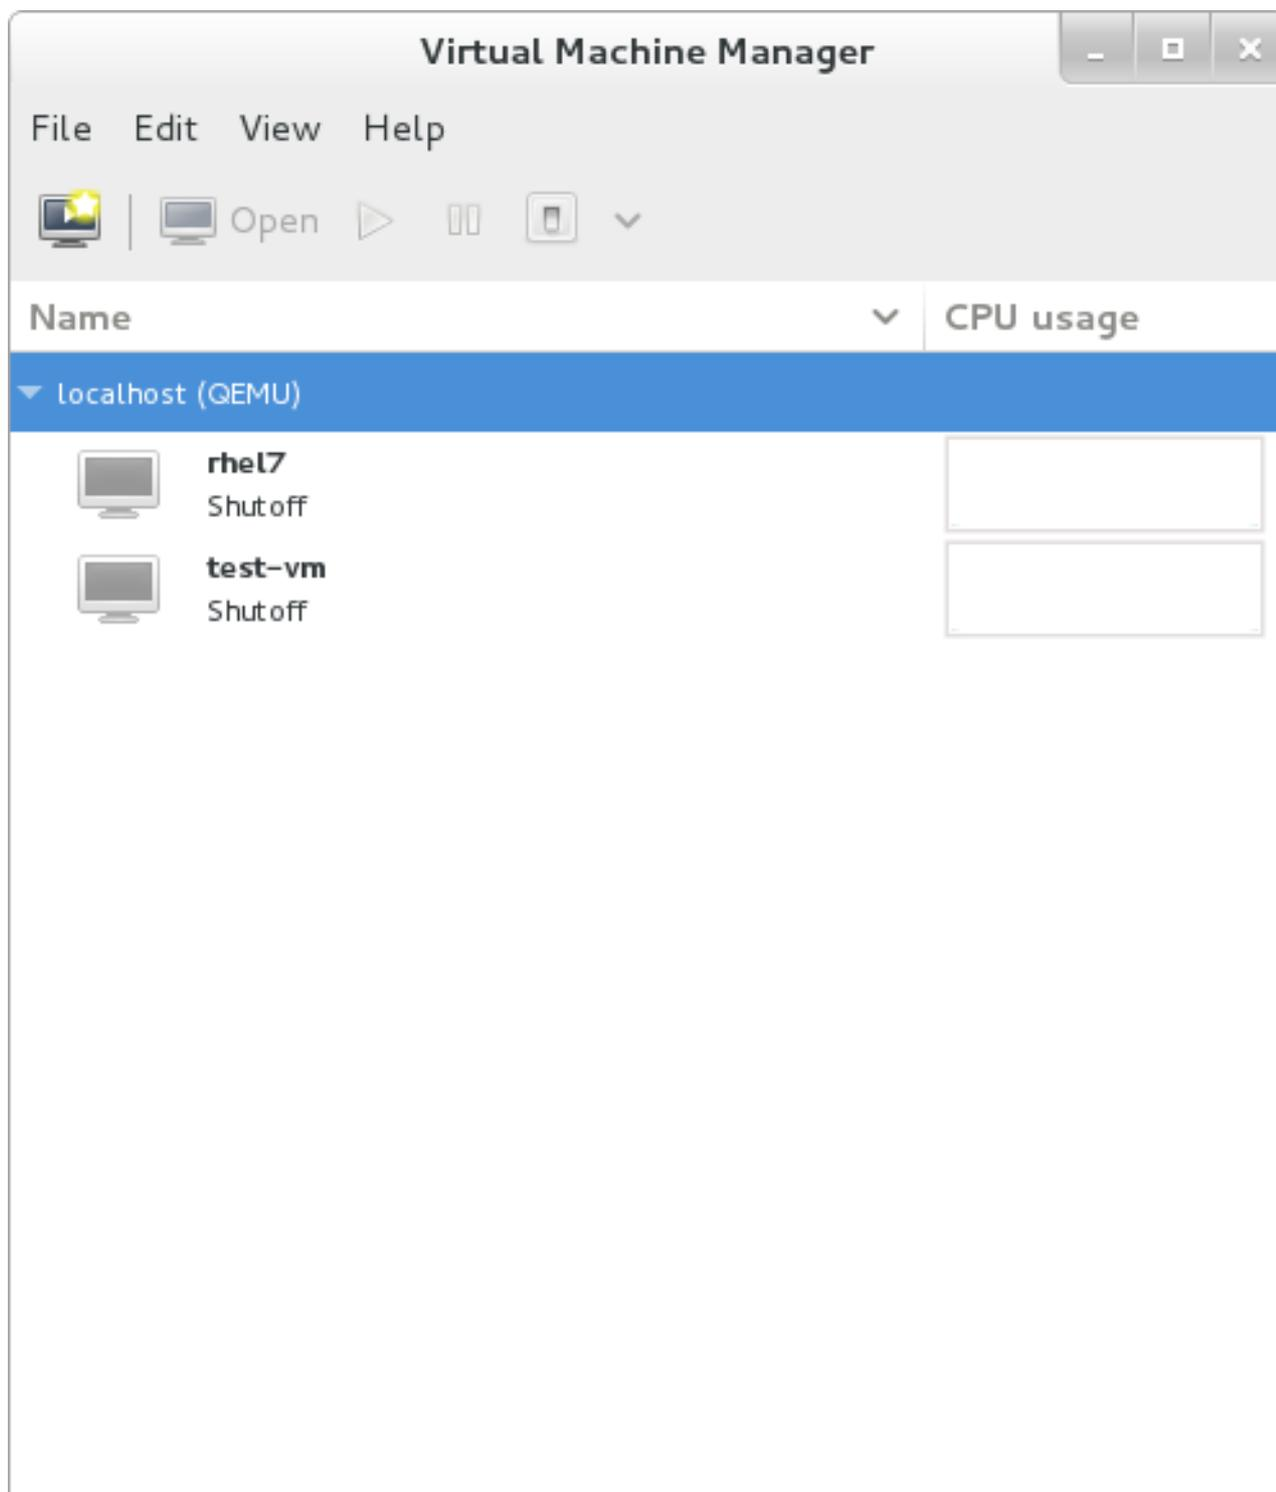 Virtual Machine Manager
File Edit View Help
Open
Name CPU usage
localhost (QEMU)
rhel7
Shutoff
test-vm
Shutoff